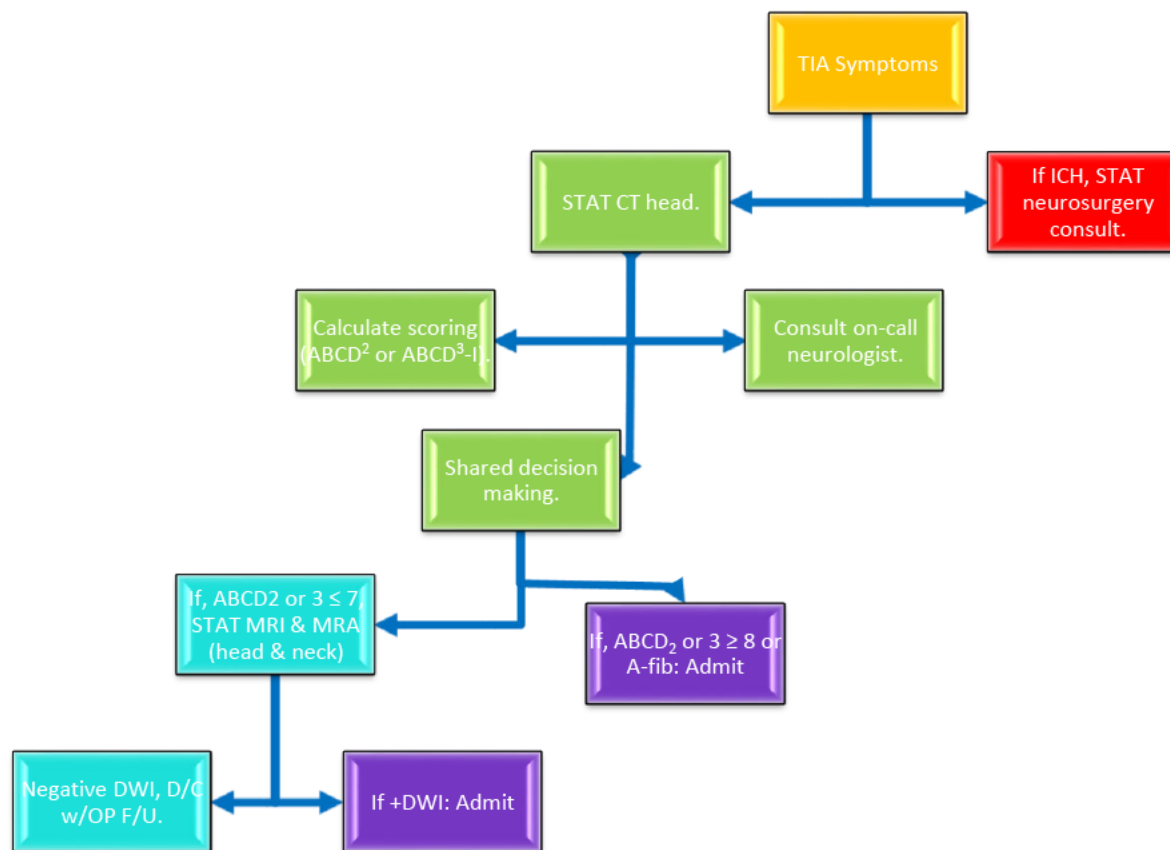 TIA Symptoms
STAT CT head.
If ICH, STAT
neurosurgery
consult.
Calculate scoring
(ABCD² or ABCD³-I).
Consult on-call
neurologist.
Shared decision
making.
If, ABCD2 or 3 ≤ 7,
STAT MRI & MRA
(head & neck)
If, ABCD₂ or 3 ≥ 8 or
A-fib: Admit
Negative DWI, D/C
w/OP F/U.
If +DWI: Admit